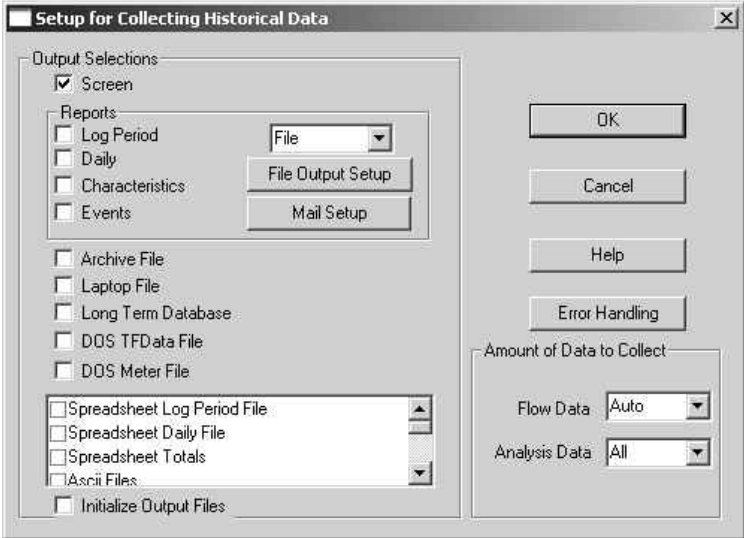 Setup for Collecting Historical Data
Output Selections
Screen
Reports
Log Period
File
Daily
File Output Setup
Characteristics
Events
Mail Setup
Archive File
Laptop File
Long Term Database
DOS TFData File
DOS Meter File
Spreadsheet Log Period File
Spreadsheet Daily File
Spreadsheet Totals
Ascii Files
Initialize Output Files
OK
Cancel
Help
Error Handling
Amount of Data to Collect
Flow Data Auto
Analysis Data All